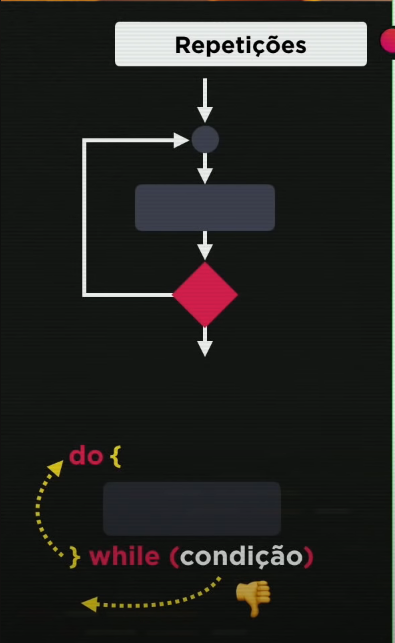 Repetições
do {
} while (condição)